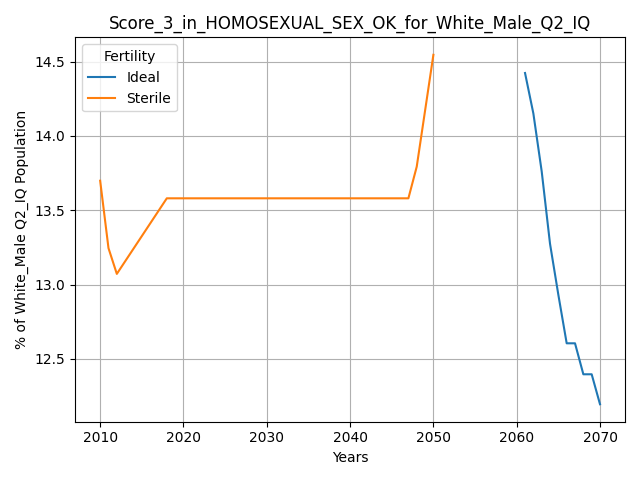 Score_3_in_HOMOSEXUAL_SEX_OK_for_White_Male_Q2_IQ
Fertility
Ideal
Sterile
14.5
14.0
13.5
13.0
12.5
% of White_Male Q2_IQ Population
2010 2020 2030 2040 2050 2060 2070
Years